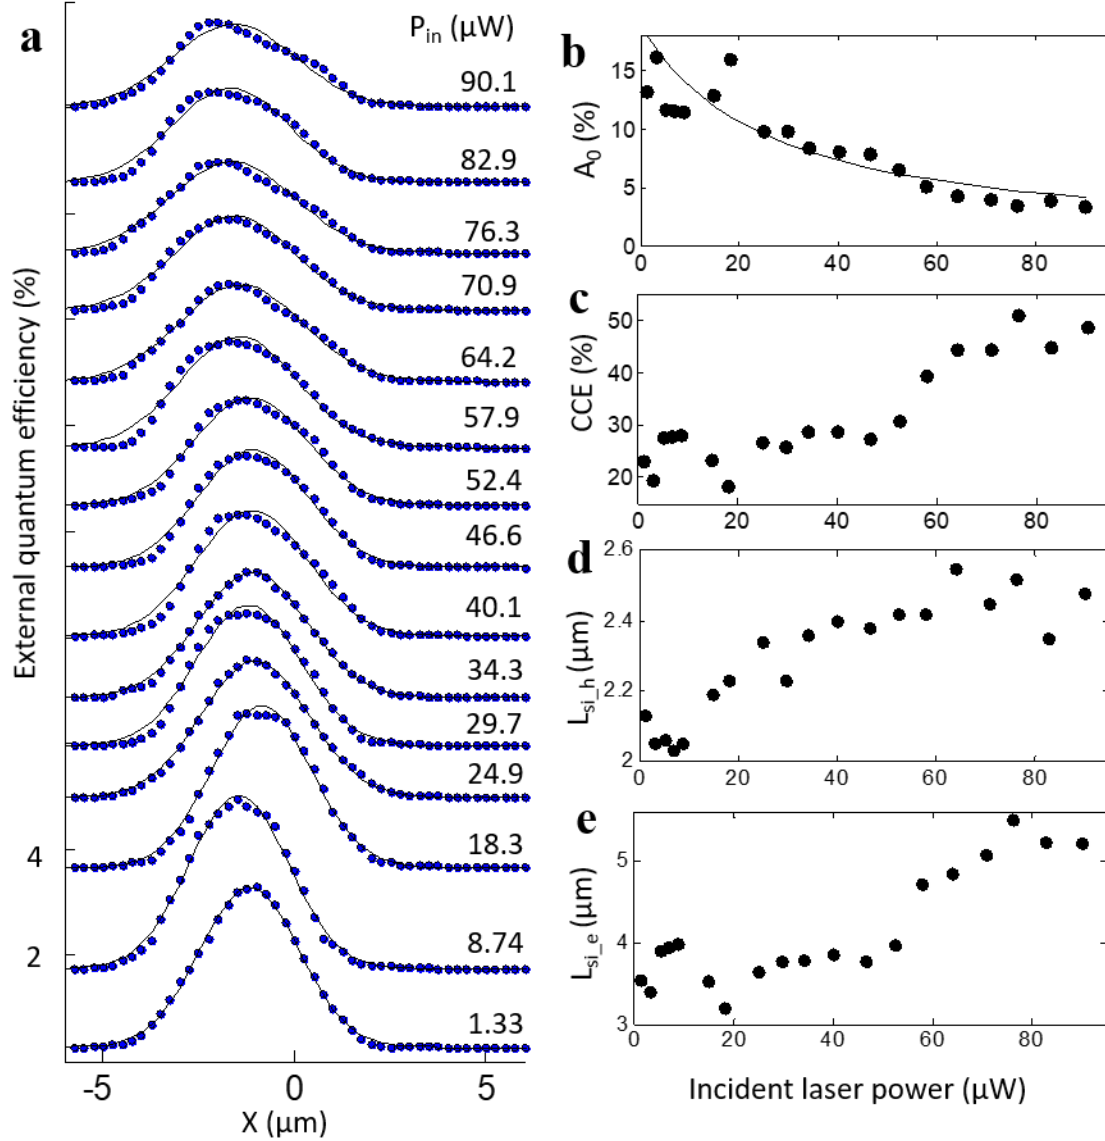 a
P_in (μW)
90.1
82.9
76.3
70.9
64.2
57.9
52.4
46.6
40.1
34.3
29.7
24.9
18.3
8.74
1.33
External quantum efficiency (%)
4
2
-5 0 5
X (μm)
b
A_0 (%)
15
10
5
0
0 20 40 60 80
c
CCE (%)
50
40
30
20
0 20 40 60 80
d
L_si_h (μm)
2.6
2.4
2.2
2
0 20 40 60 80
e
L_si_e (μm)
5
4
3
0 20 40 60 80
Incident laser power (μW)